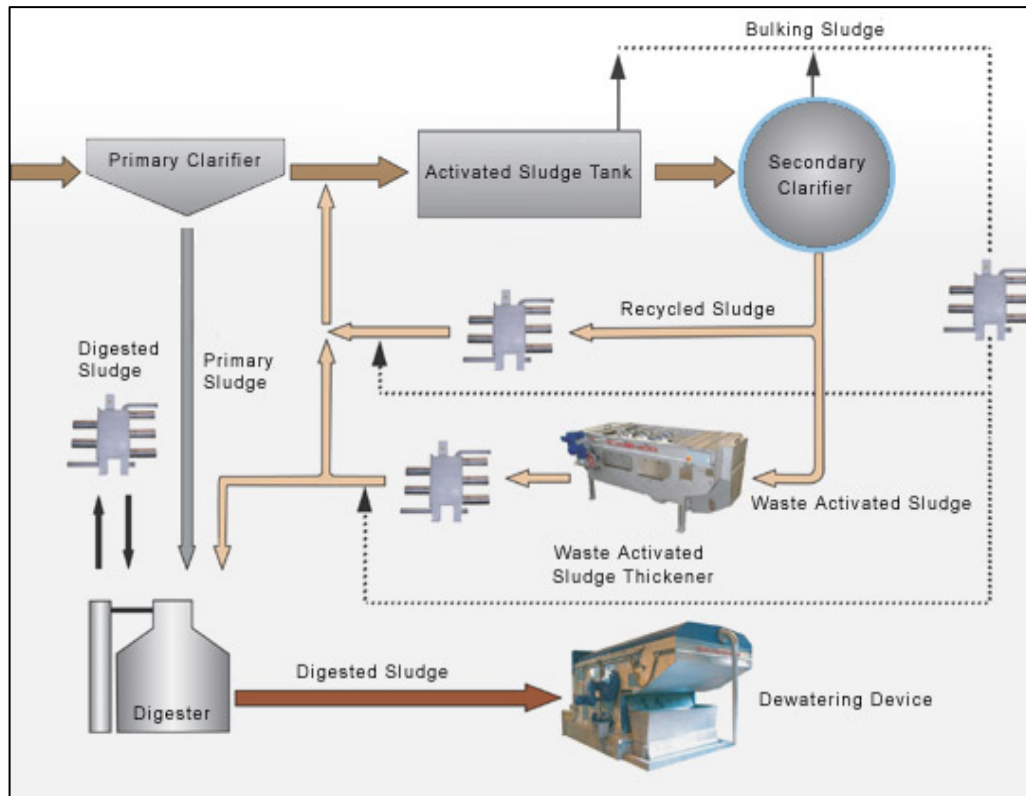 Bulking Sludge
Primary Clarifier
Activated Sludge Tank
Secondary
Clarifier
Recycled Sludge
Digested
Sludge
Primary
Sludge
Waste Activated Sludge
Waste Activated
Sludge Thickener
Digested Sludge
Dewatering Device
Digester